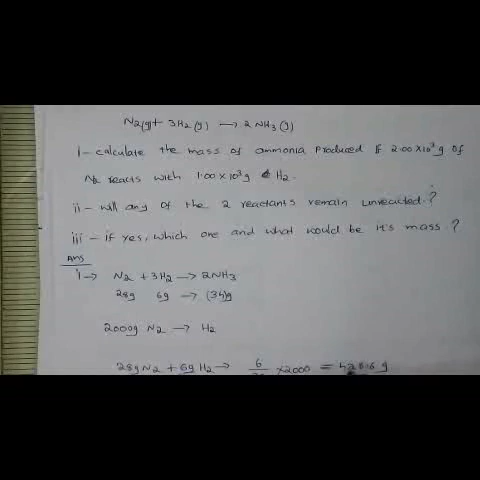 N2(g)+ 3H2(g) → 2NH3(g)
i- calculate the mass of ammonia produced if 2.00×10³g of
N2 reacts with 1.00×10³g of H2.
ii - will any of the 2 reactants remain unreacted.?
iii - if yes, which one and what would be it's mass.?
Ans
i→ N2 + 3H2 → 2NH3
28g 6g → (34)g
2000g N2 → H2
28g N2 + 6g H2 → 6/ ×2000 = 428.6 g